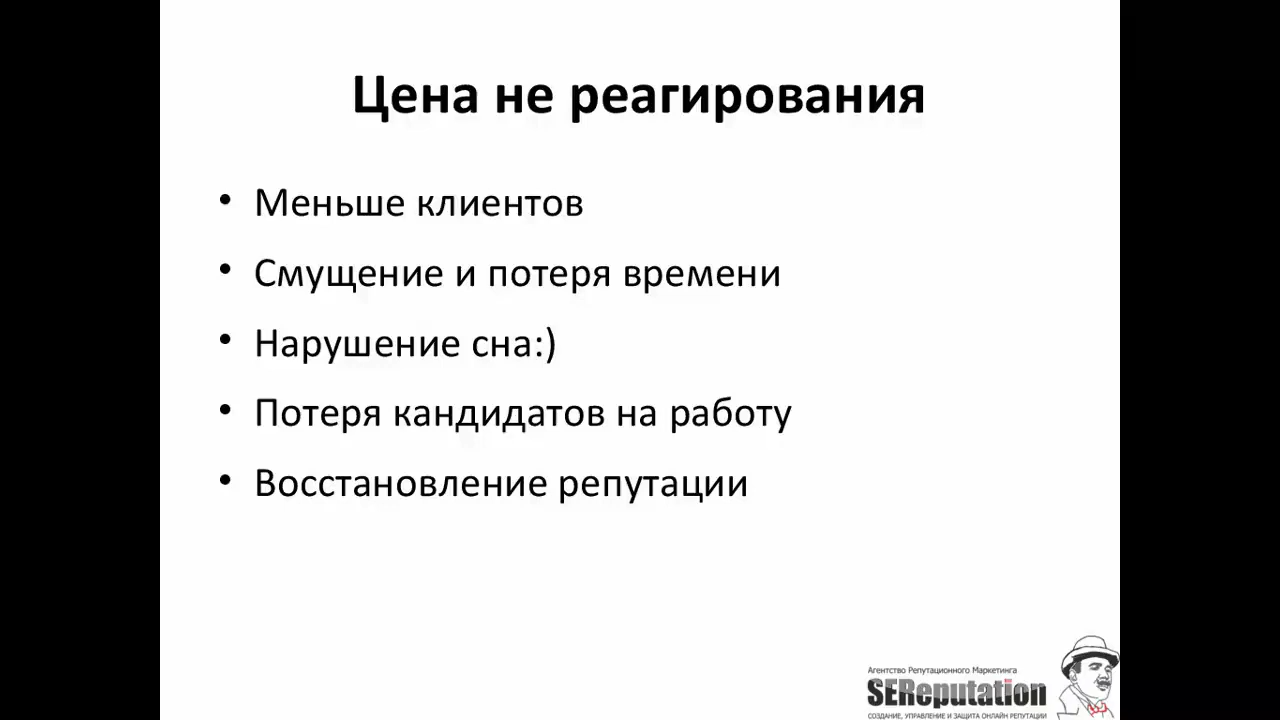 Цена не реагирования
• Меньше клиентов
• Смущение и потеря времени
• Нарушение сна:)
• Потеря кандидатов на работу
• Восстановление репутации
Агентство Репутационного Маркетинга
SEReputation
СОЗДАНИЕ, УПРАВЛЕНИЕ И ЗАЩИТА ОНЛАЙН РЕПУТАЦИИ